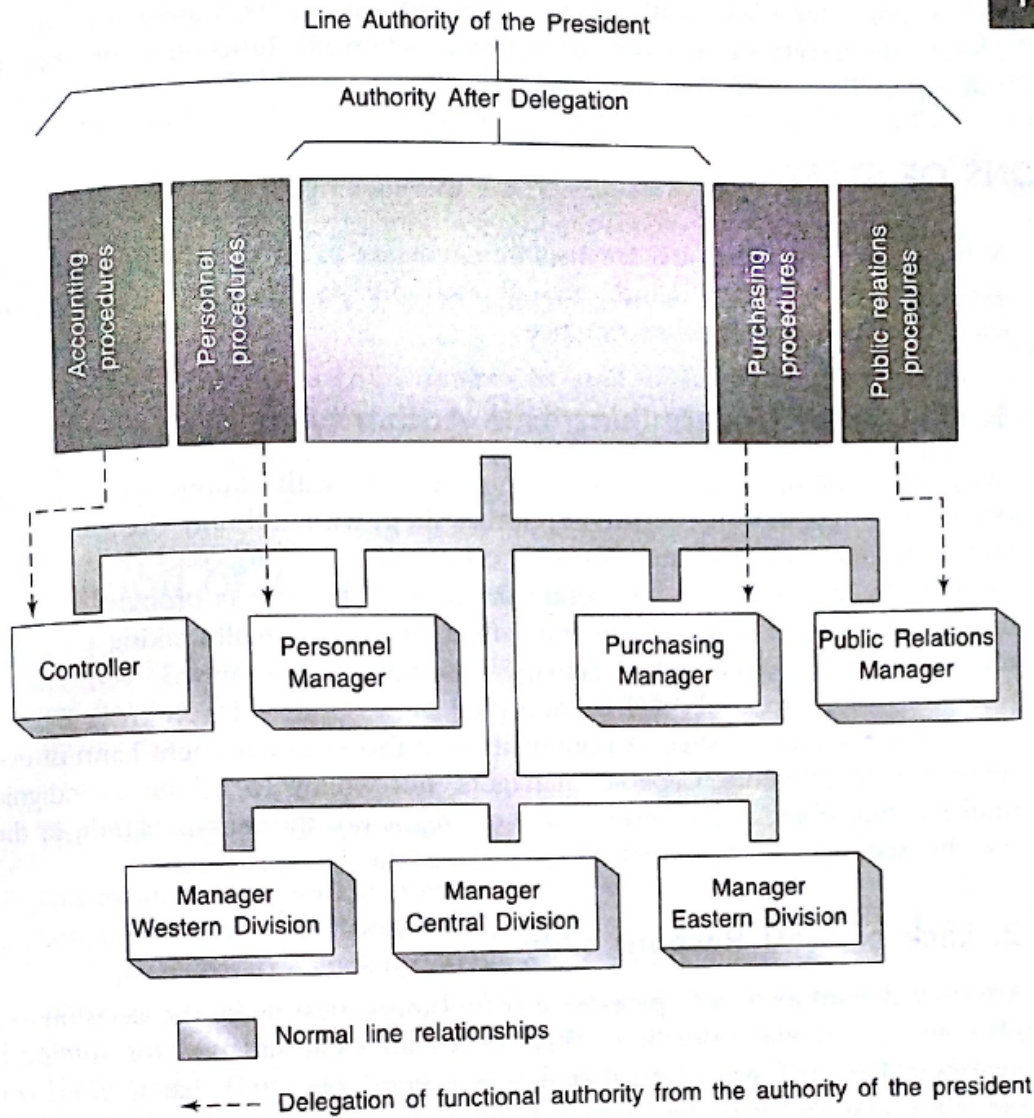 Line Authority of the President
Authority After Delegation
Accounting
procedures
Personnel
procedures
Purchasing
procedures
Public relations
procedures
Controller
Personnel
Manager
Purchasing
Manager
Public Relations
Manager
Manager
Western Division
Manager
Central Division
Manager
Eastern Division
Normal line relationships
Delegation of functional authority from the authority of the president